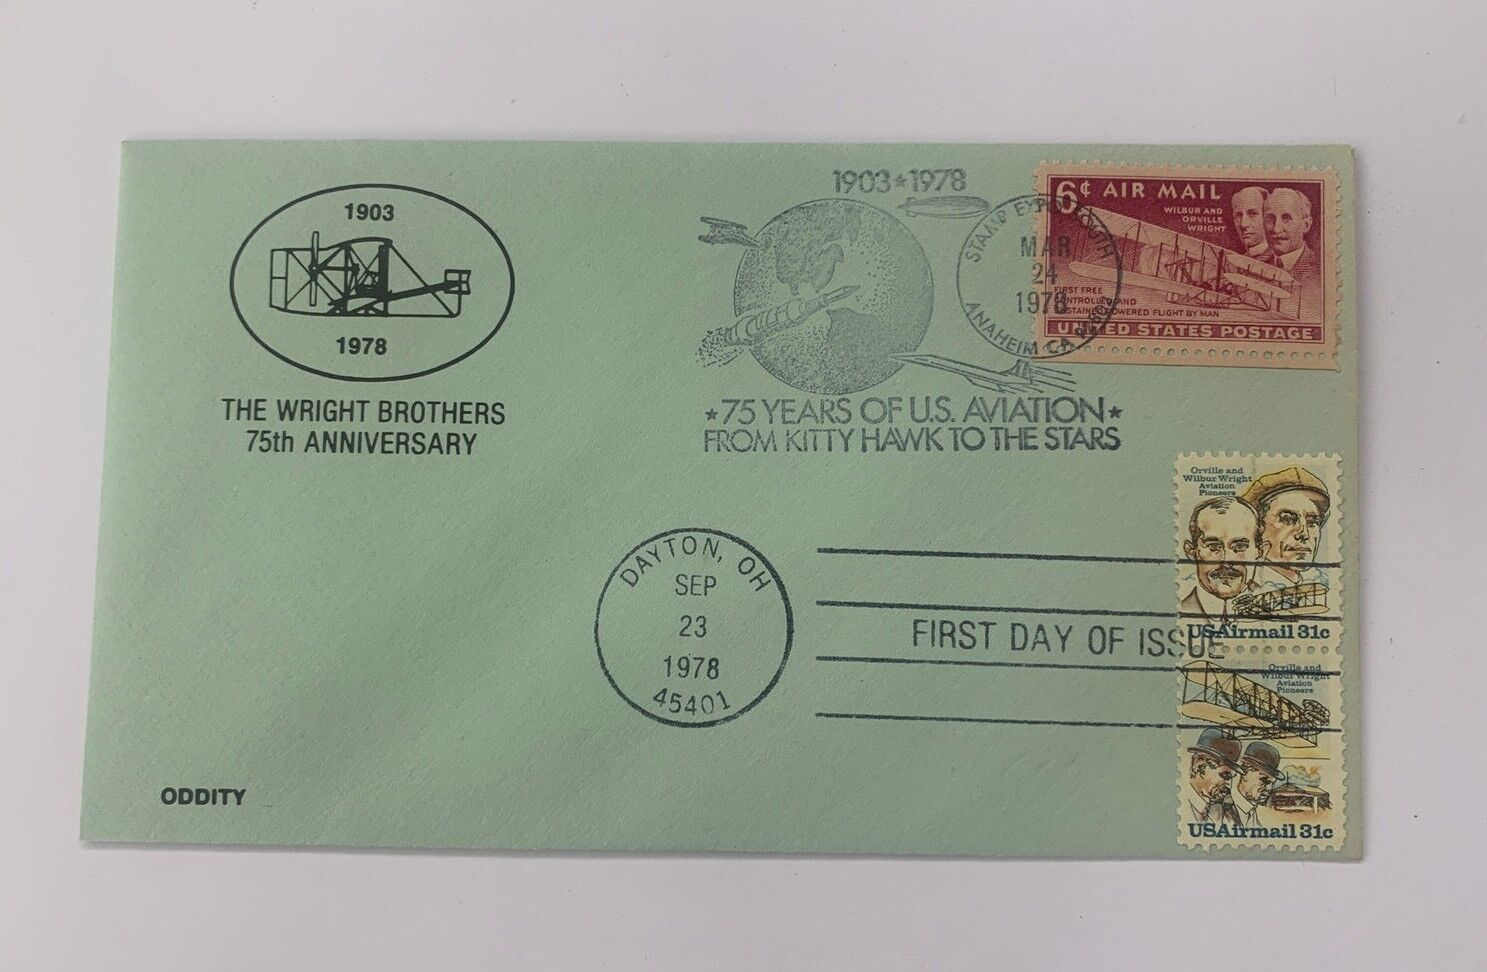 1903
1978
THE WRIGHT BROTHERS
75th ANNIVERSARY
1903★1978
★75 YEARS OF U.S. AVIATION★
FROM KITTY HAWK TO THE STARS
STAMP EXPO
MAR
24
1978
ANAHEIM CA
6¢ AIR MAIL
WILBUR AND
ORVILLE
WRIGHT
FIRST FREE
CONTROLLED AND
SUSTAINED POWERED FLIGHT BY MAN
UNITED STATES POSTAGE
Orville and
Wilbur Wright
Aviation
Pioneers
USAirmail 31c
DAYTON, OH
SEP
23
1978
45401
FIRST DAY OF ISSUE
Orville and
Wilbur Wright
Aviation
Pioneers
USAirmail 31c
ODDITY